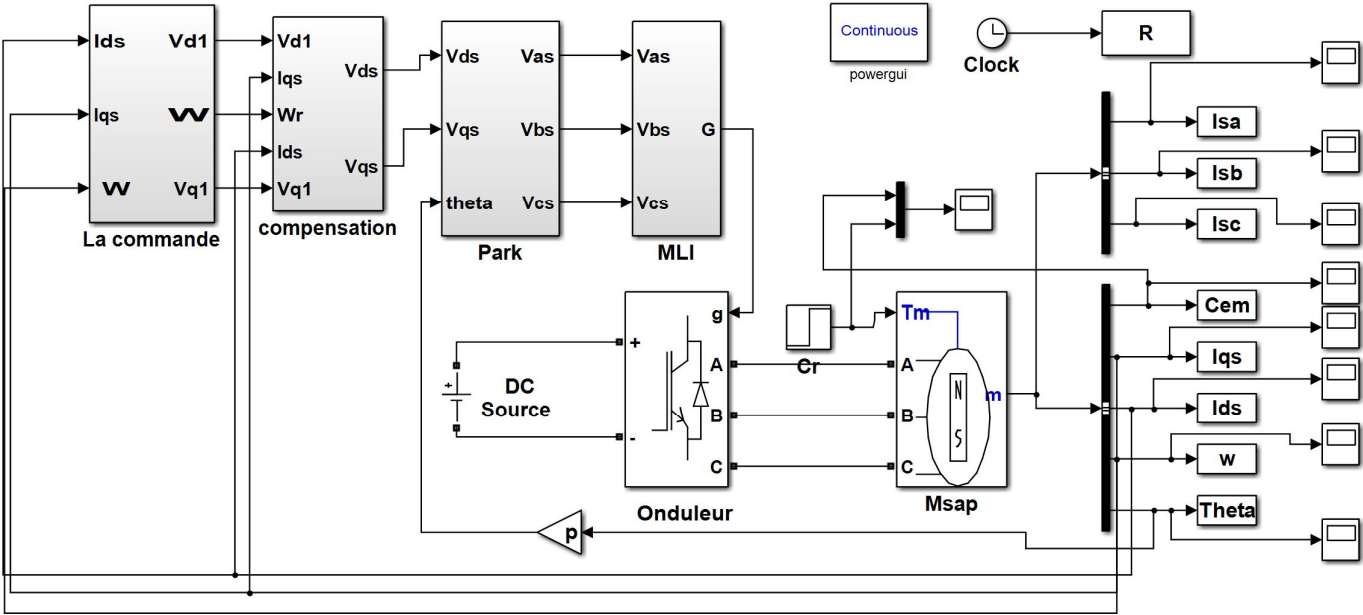 Ids
Iqs
W
Vd1
W
Vq1
La commande
Vd1
Iqs
Wr
Ids
Vq1
Vds
Vqs
compensation
Vds
Vqs
theta
Vas
Vbs
Vcs
Park
Vas
Vbs
Vcs
G
MLI
Continuous
powergui
Clock
R
Isa
Isb
Isc
Cem
Iqs
Ids
w
Theta
+
DC
Source
+
-
g
A
B
C
Onduleur
Cr
Tm
A
B
C
N
S
m
Msap
p